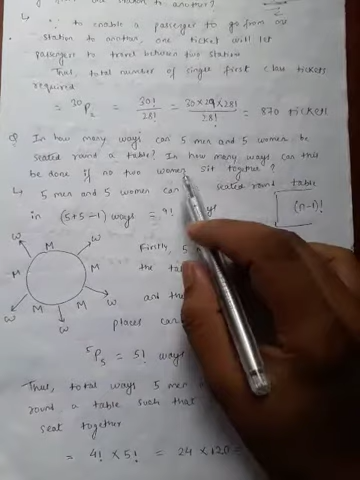 from one station to another?
↳ ∵ to enable a passenger to go from one
station to another, one ticket will let
passengers to travel between two station
Thus, total number of single first class tickets
required
= ³⁰P₂ = 30!/28! = 30×29×28!/28! = 870 tickets
Q In how many ways can 5 men and 5 women be
seated round a table? In how many ways can this
be done if no two women sit together?
↳ 5 men and 5 women can seated round table
in (5+5-1) ways = 9! ways
(n-1)!
W W
M M
Firstly, 5
the
M M
W W
M
and the
W
places can
⁵P₅ = 5! ways
Thus, total ways 5 men
round a table such that
seat together
= 4! × 5! = 24 × 120 =